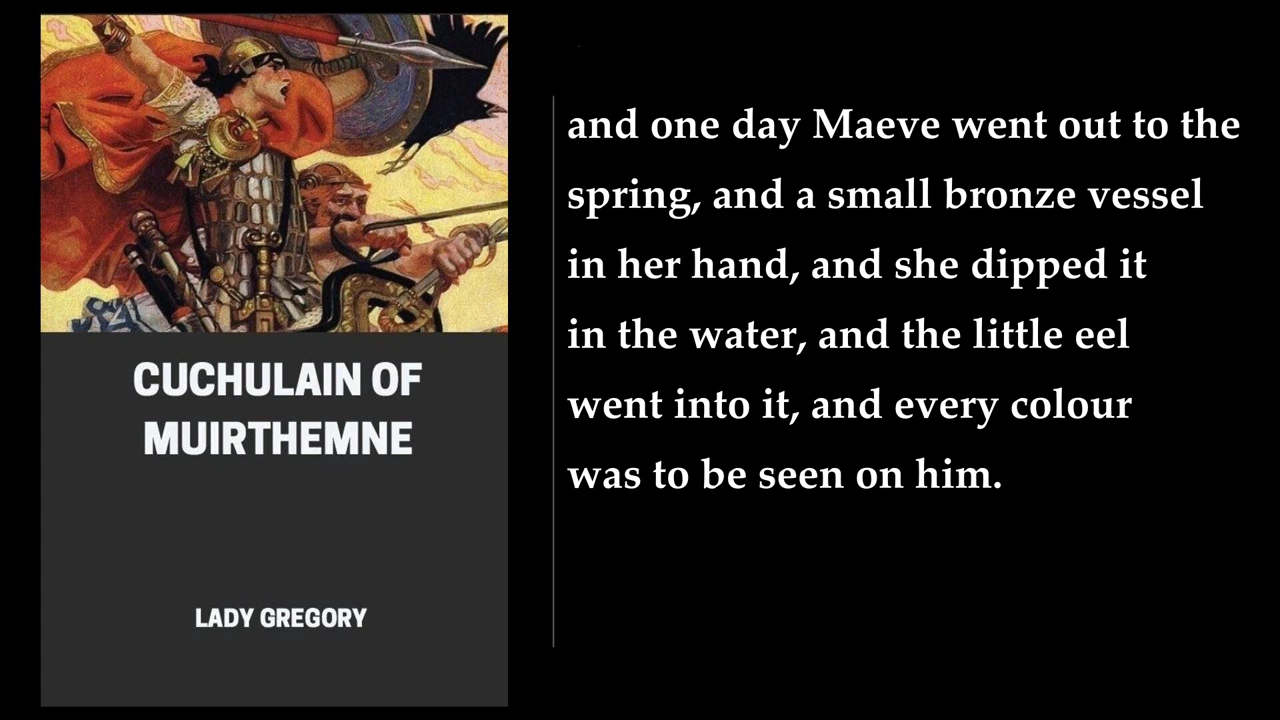 CUCHULAIN OF
MUIRTHEMNE
LADY GREGORY
and one day Maeve went out to the
spring, and a small bronze vessel
in her hand, and she dipped it
in the water, and the little eel
went into it, and every colour
was to be seen on him.